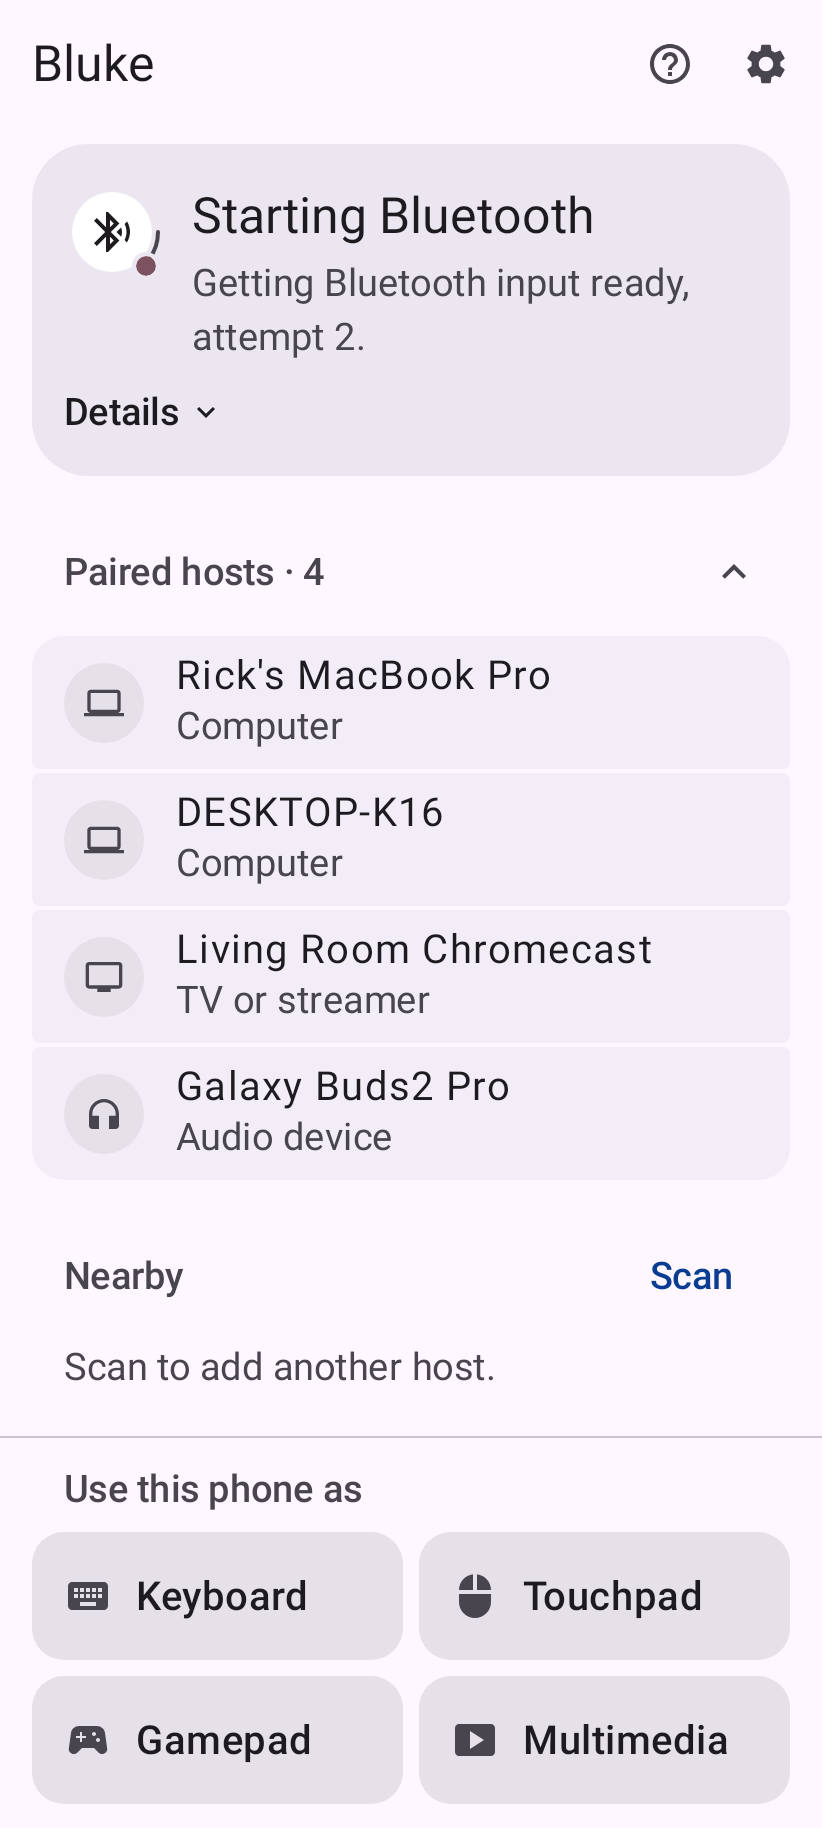 Bluke
Starting Bluetooth
Getting Bluetooth input ready,
attempt 2.
Details
Paired hosts · 4
Rick's MacBook Pro
Computer
DESKTOP-K16
Computer
Living Room Chromecast
TV or streamer
Galaxy Buds2 Pro
Audio device
Nearby
Scan
Scan to add another host.
Use this phone as
Keyboard
Touchpad
Gamepad
Multimedia